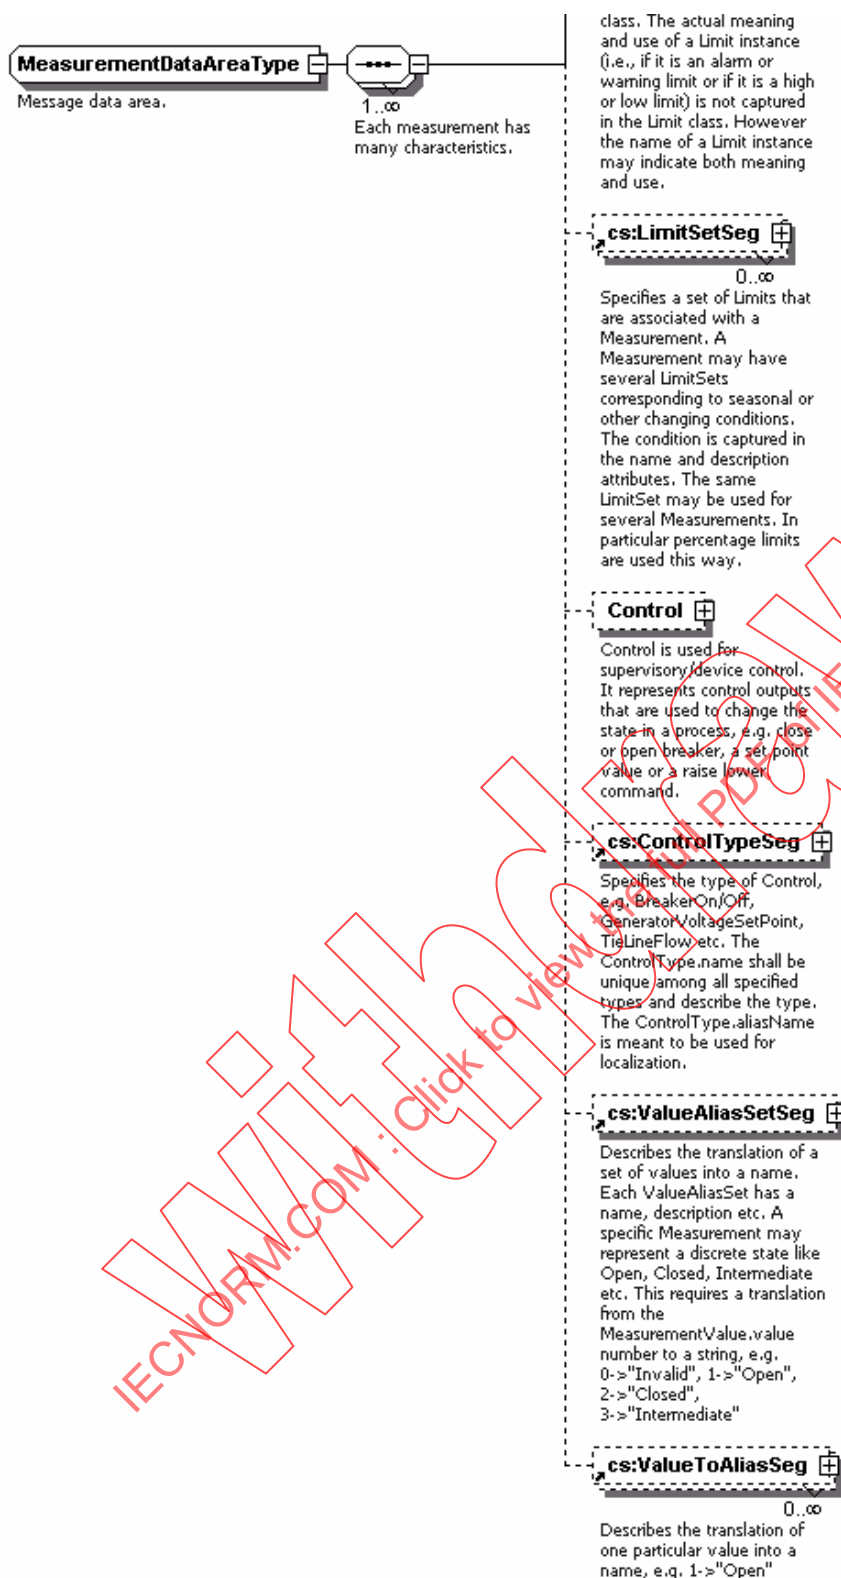 MeasurementDataAreaType
Message data area.
1..∞
Each measurement has
many characteristics.
class. The actual meaning
and use of a Limit instance
(i.e., if it is an alarm or
warning limit or if it is a high
or low limit) is not captured
in the Limit class. However
the name of a Limit instance
may indicate both meaning
and use.
cs:LimitSetSeg
0..∞
Specifies a set of Limits that
are associated with a
Measurement. A
Measurement may have
several LimitSets
corresponding to seasonal or
other changing conditions.
The condition is captured in
the name and description
attributes. The same
LimitSet may be used for
several Measurements. In
particular percentage limits
are used this way.
Control
Control is used for
supervisory/device control.
It represents control outputs
that are used to change the
state in a process, e.g. close
or open breaker, a set point
value or a raise lower
command.
cs:ControlTypeSeg
Specifies the type of Control,
e.g. BreakerOn/Off,
GeneratorVoltageSetPoint,
TieLineFlow etc. The
ControlType.name shall be
unique among all specified
types and describe the type.
The ControlType.aliasName
is meant to be used for
localization.
cs:ValueAliasSetSeg
Describes the translation of a
set of values into a name.
Each ValueAliasSet has a
name, description etc. A
specific Measurement may
represent a discrete state like
Open, Closed, Intermediate
etc. This requires a translation
from the
MeasurementValue.value
number to a string, e.g.
0->"Invalid", 1->"Open",
2->"Closed",
3->"Intermediate"
cs:ValueToAliasSeg
0..∞
Describes the translation of
one particular value into a
name, e.g. 1->"Open"
IECNORM.COM : Click to view the full PDF of IE
Withdraw